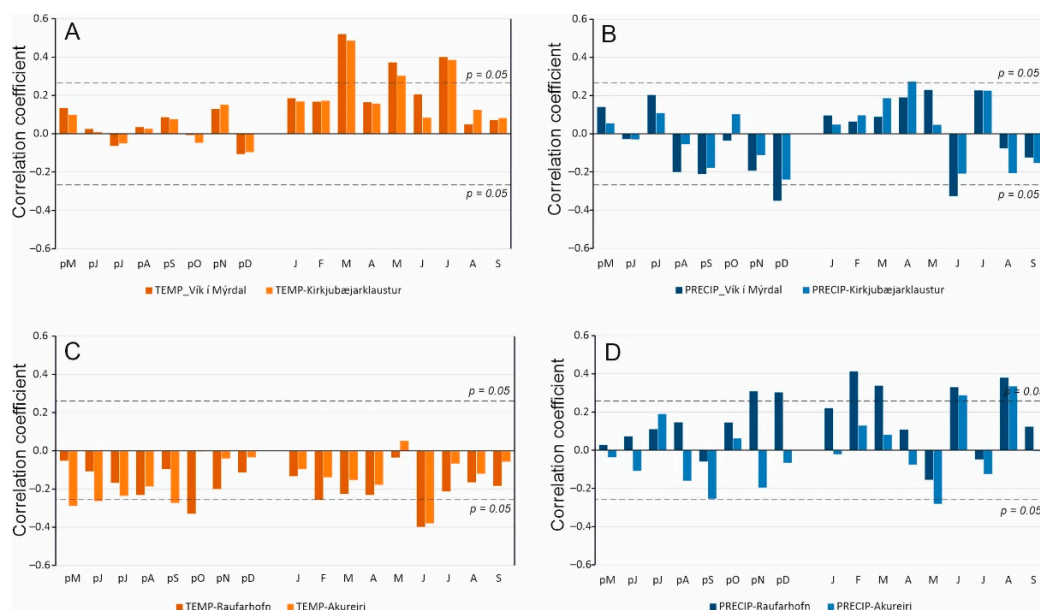 A
Correlation coefficient
0.6
0.4
0.2
0.0
−0.2
−0.4
−0.6
p = 0.05
p = 0.05
pM pJ pJ pA pS pO pN pD J F M A M J J A S
TEMP_Vík í Mýrdal TEMP-Kirkjubæjarklaustur
B
Correlation coefficient
0.6
0.4
0.2
0.0
−0.2
−0.4
−0.6
p = 0.05
p = 0.05
pM pJ pJ pA pS pO pN pD J F M A M J J A S
PRECIP_Vík í Mýrdal PRECIP-Kirkjubæjarklaustur
C
Correlation coefficient
0.6
0.4
0.2
0.0
−0.2
−0.4
−0.6
p = 0.05
p = 0.05
pM pJ pJ pA pS pO pN pD J F M A M J J A S
TEMP-Raufarhofn TEMP-Akureiri
D
Correlation coefficient
0.6
0.4
0.2
0.0
−0.2
−0.4
−0.6
p = 0.05
p = 0.05
pM pJ pJ pA pS pO pN pD J F M A M J J A S
PRECIP-Raufarhofn PRECIP-Akureiri